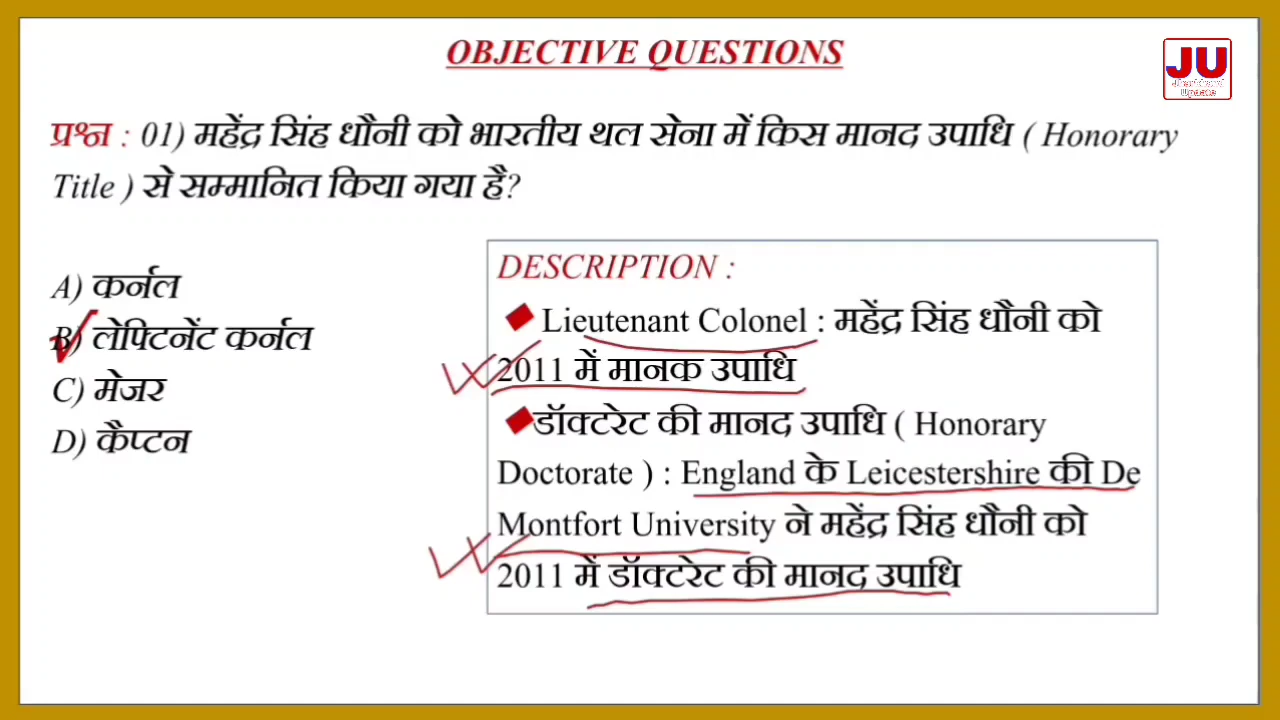 OBJECTIVE QUESTIONS
JU
Jharkhand
Update
प्रश्न : 01) महेंद्र सिंह धौनी को भारतीय थल सेना में किस मानद उपाधि ( Honorary
Title ) से सम्मानित किया गया है?
A) कर्नल
B) लेफ्टिनेंट कर्नल
C) मेजर
D) कैप्टन
DESCRIPTION :
Lieutenant Colonel : महेंद्र सिंह धौनी को
2011 में मानक उपाधि
डॉक्टरेट की मानद उपाधि ( Honorary
Doctorate ) : England के Leicestershire की De
Montfort University ने महेंद्र सिंह धौनी को
2011 में डॉक्टरेट की मानद उपाधि